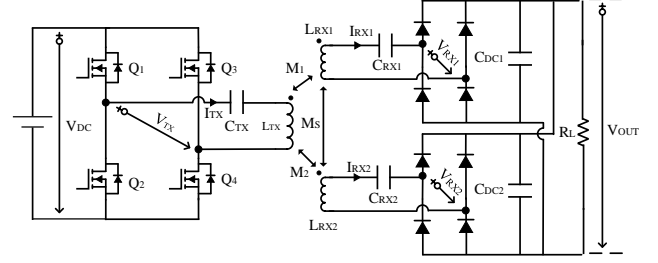 LRX1
IRX1
CRX1
VRX1
CDC1
Q1
Q3
M1
VDC
VTX
ITX
CTX
LTX
MS
RL
VOUT
Q2
Q4
M2
IRX2
CRX2
VRX2
CDC2
LRX2